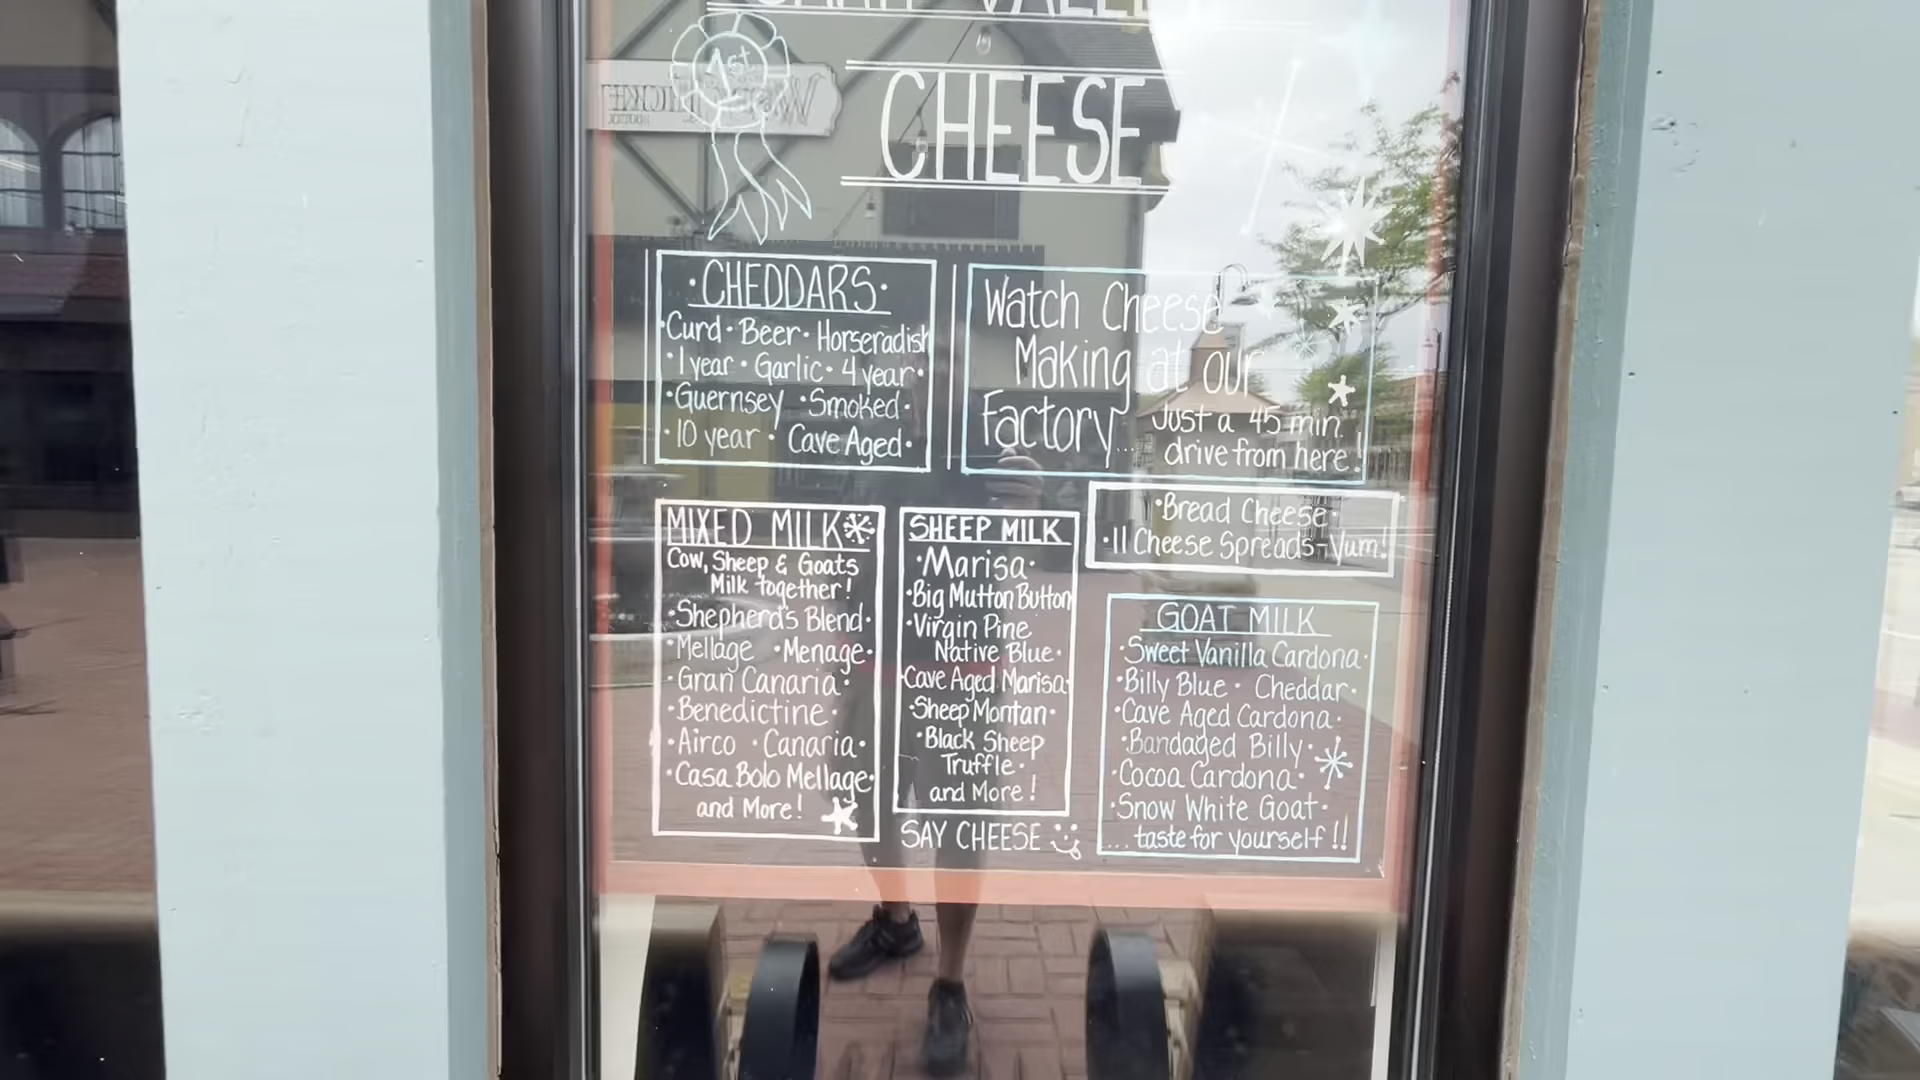 1st
CHEESE
·CHEDDARS·
·Curd·Beer·Horseradish
·1 year·Garlic·4 year·
·Guernsey·Smoked·
·10 year·Cave Aged·
Watch Cheese
Making at our
Factory...
Just a 45 min.
drive from here!
MIXED MILK
Cow, Sheep & Goats
Milk together!
·Shepherd's Blend·
·Mellage ·Menage·
·Gran Canaria·
·Benedictine·
·Airco ·Canaria·
·Casa Bolo Mellage·
and More!
SHEEP MILK
·Marisa·
·Big Mutton Button
·Virgin Pine
Native Blue·
·Cave Aged Marisa·
·Sheep Montan·
·Black Sheep
Truffle·
and More!
SAY CHEESE
·Bread Cheese·
·11 Cheese Spreads-Yum!
GOAT MILK
·Sweet Vanilla Cardona·
·Billy Blue· Cheddar·
·Cave Aged Cardona·
·Bandaged Billy·
·Cocoa Cardona·
·Snow White Goat·
...taste for yourself!!